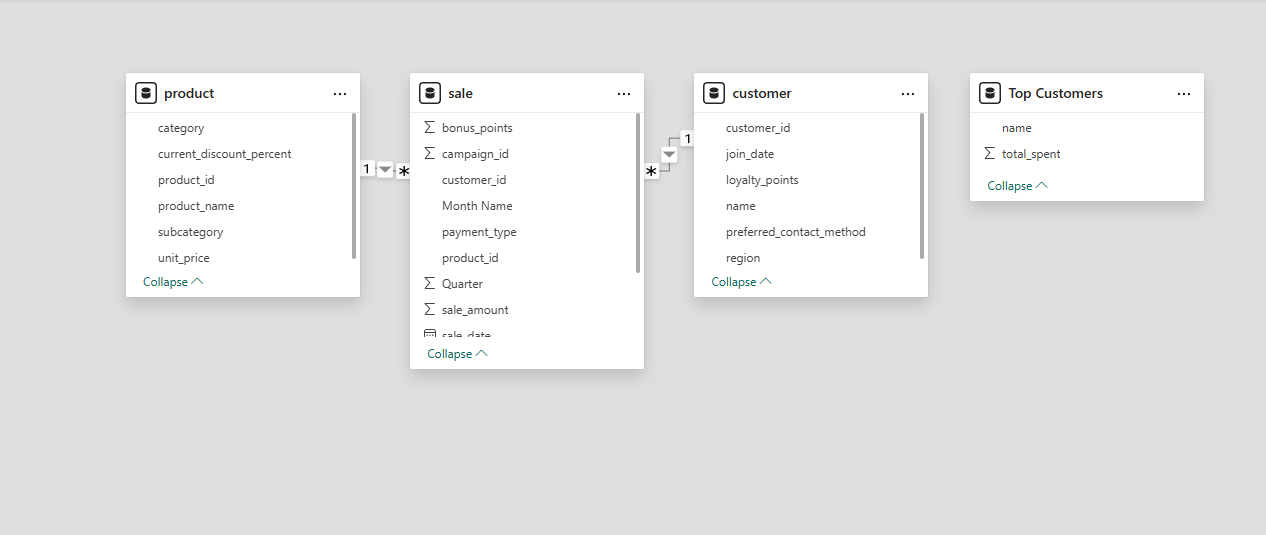 product
category
current_discount_percent
product_id
product_name
subcategory
unit_price
Collapse
1
*
sale
bonus_points
campaign_id
customer_id
Month Name
payment_type
product_id
Quarter
sale_amount
sale_date
Collapse
*
1
customer
customer_id
join_date
loyalty_points
name
preferred_contact_method
region
Collapse
Top Customers
name
total_spent
Collapse